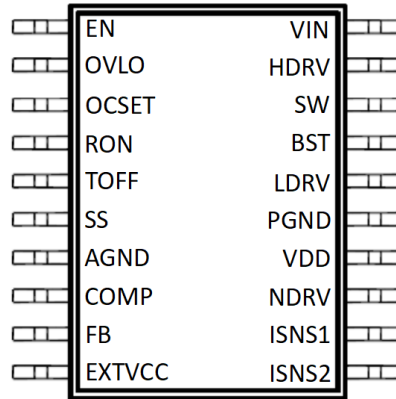 EN VIN
OVLO HDRV
OCSET SW
RON BST
TOFF LDRV
SS PGND
AGND VDD
COMP NDRV
FB ISNS1
EXTVCC ISNS2